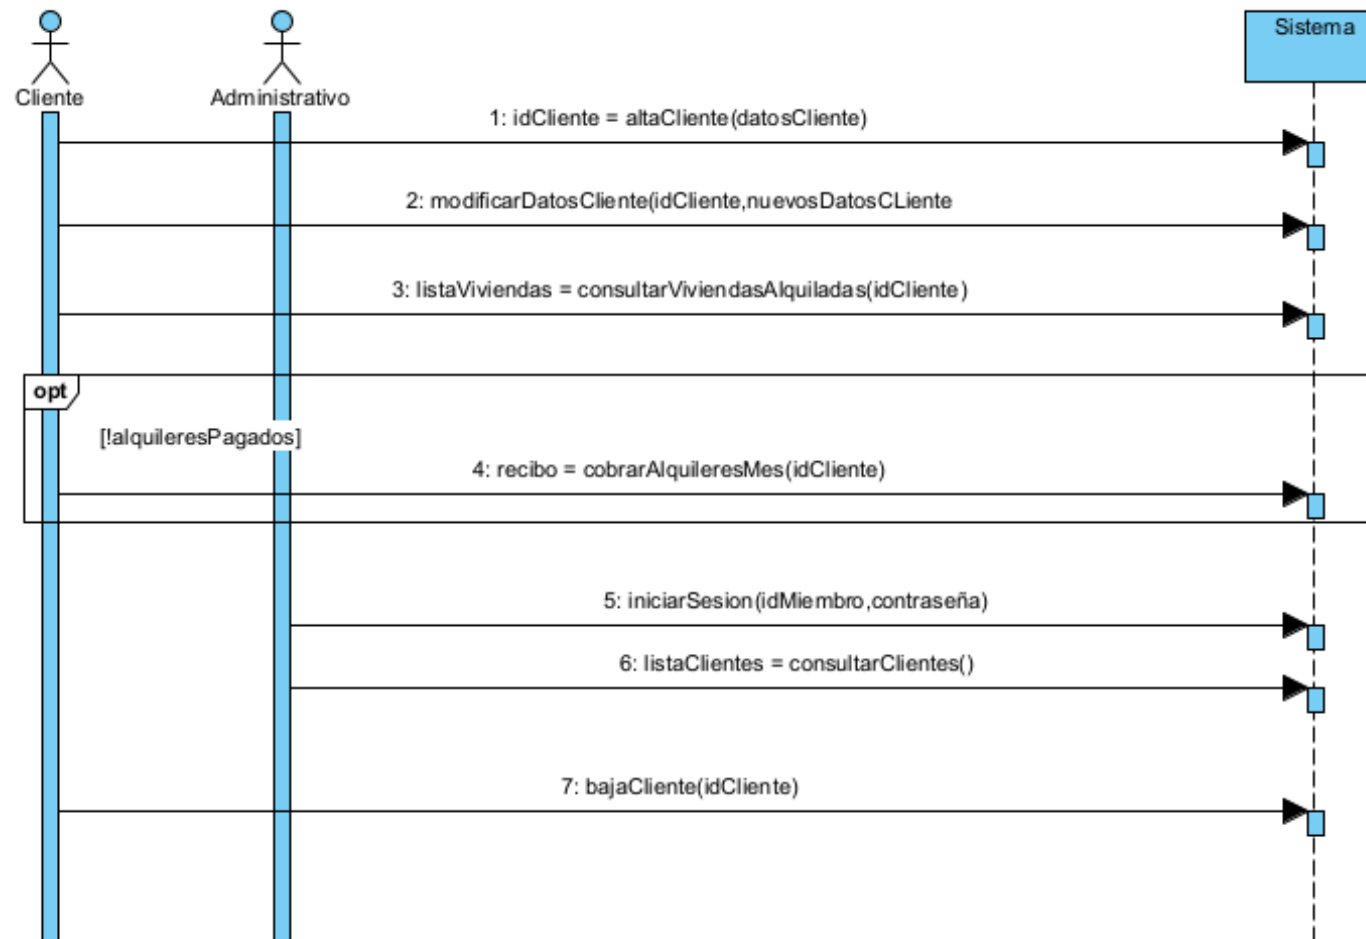 Cliente
Administrativo
Sistema
1: idCliente = altaCliente(datosCliente)
2: modificarDatosCliente(idCliente,nuevosDatosCLiente
3: listaViviendas = consultarViviendasAlquiladas(idCliente)
opt
[!alquileresPagados]
4: recibo = cobrarAlquileresMes(idCliente)
5: iniciarSesion(idMiembro,contraseña)
6: listaClientes = consultarClientes()
7: bajaCliente(idCliente)